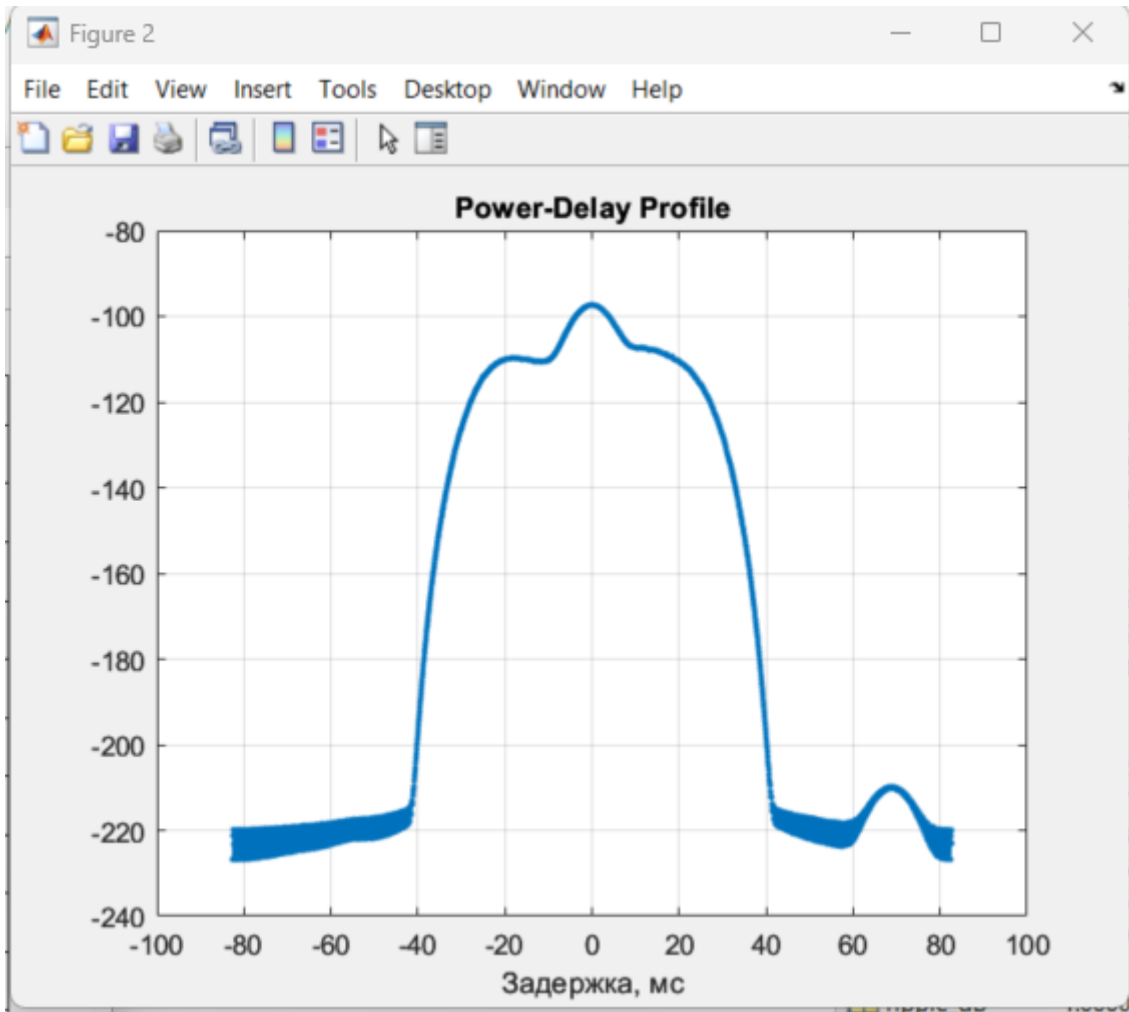 Figure 2
File Edit View Insert Tools Desktop Window Help
Power-Delay Profile
-80
-100
-120
-140
-160
-180
-200
-220
-240
-100 -80 -60 -40 -20 0 20 40 60 80 100
Задержка, мс